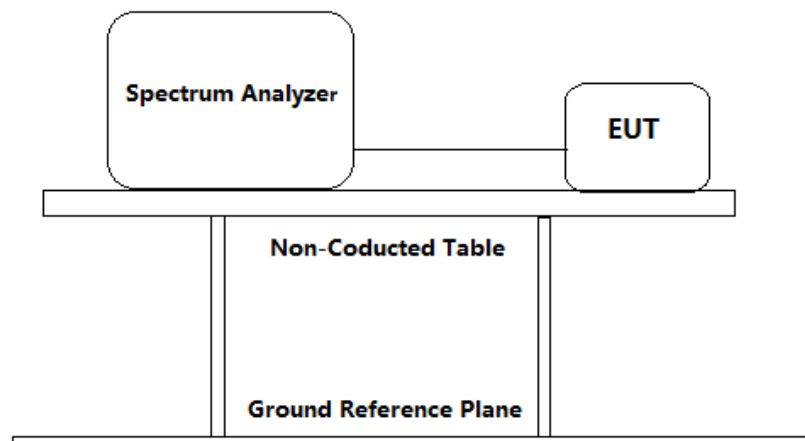 Spectrum Analyzer
EUT
Non-Coducted Table
Ground Reference Plane